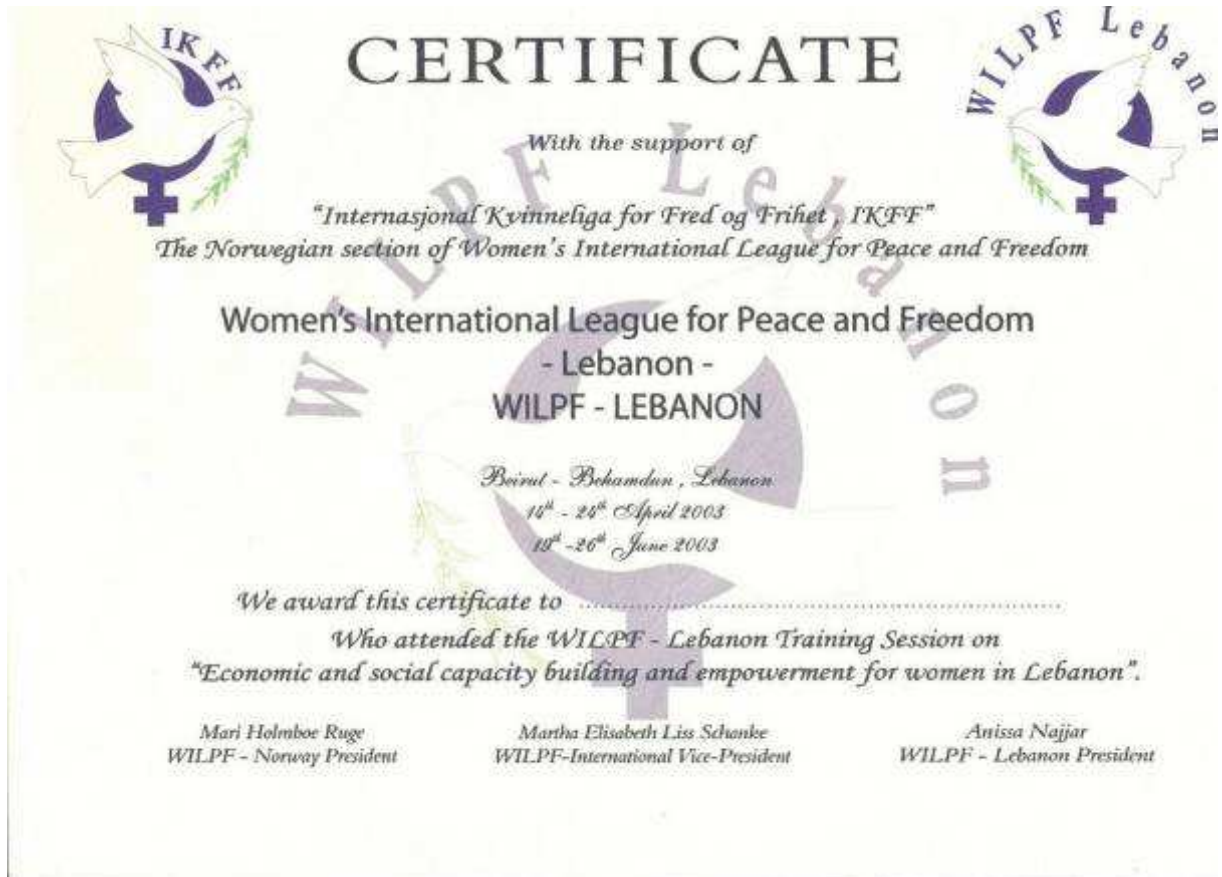 IKFF
CERTIFICATE
WILPF Lebanon
With the support of
"Internasjonal Kvinneliga for Fred og Frihet , IKFF"
The Norwegian section of Women's International League for Peace and Freedom
Women's International League for Peace and Freedom
- Lebanon -
WILPF - LEBANON
WILPF Lebanon
Beirut - Behamdun , Lebanon
14th - 24th April 2003
19th -26th June 2003
We award this certificate to ..........................................................
Who attended the WILPF - Lebanon Training Session on
"Economic and social capacity building and empowerment for women in Lebanon".
Mari Holmboe Ruge
WILPF - Norway President
Martha Elisabeth Liss Schanke
WILPF-International Vice-President
Anissa Najjar
WILPF - Lebanon President